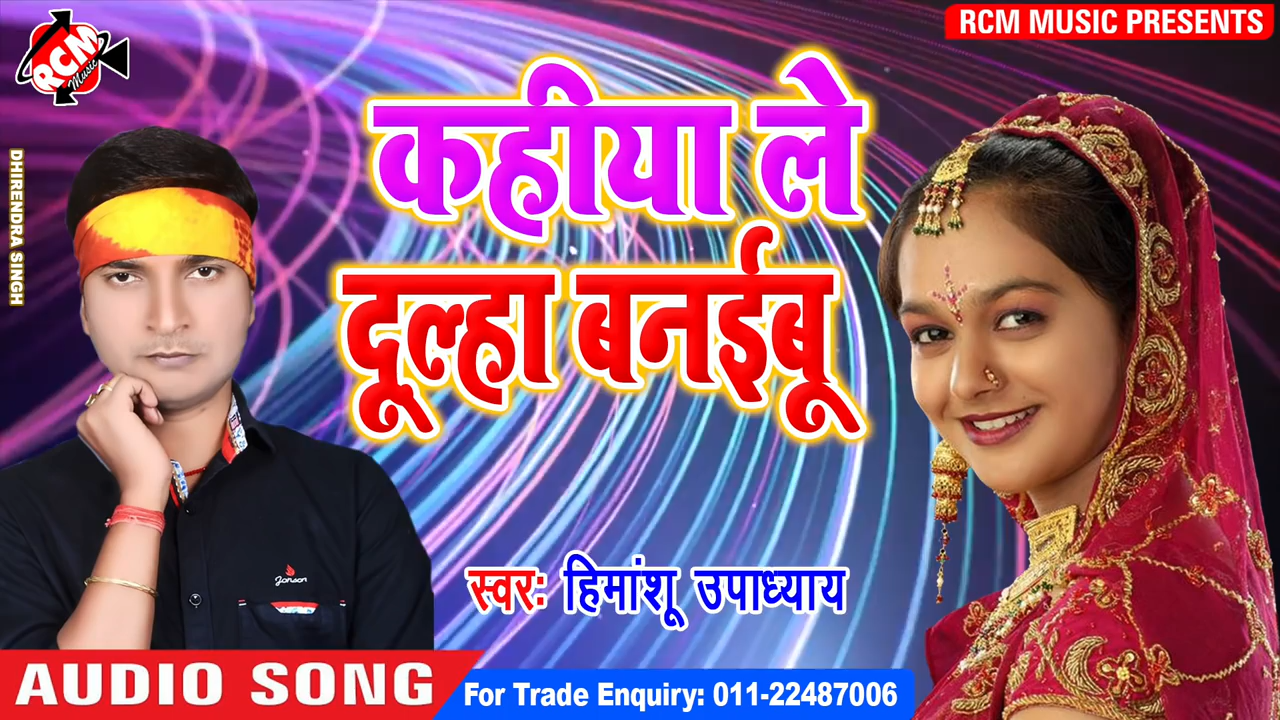 RCM
Music
RCM MUSIC PRESENTS
DHIRENDRA SINGH
कहीया ले
दूल्हा बनईबू
स्वरः हिमांशू उपाध्याय
Jonson
AUDIO SONG
For Trade Enquiry: 011-22487006